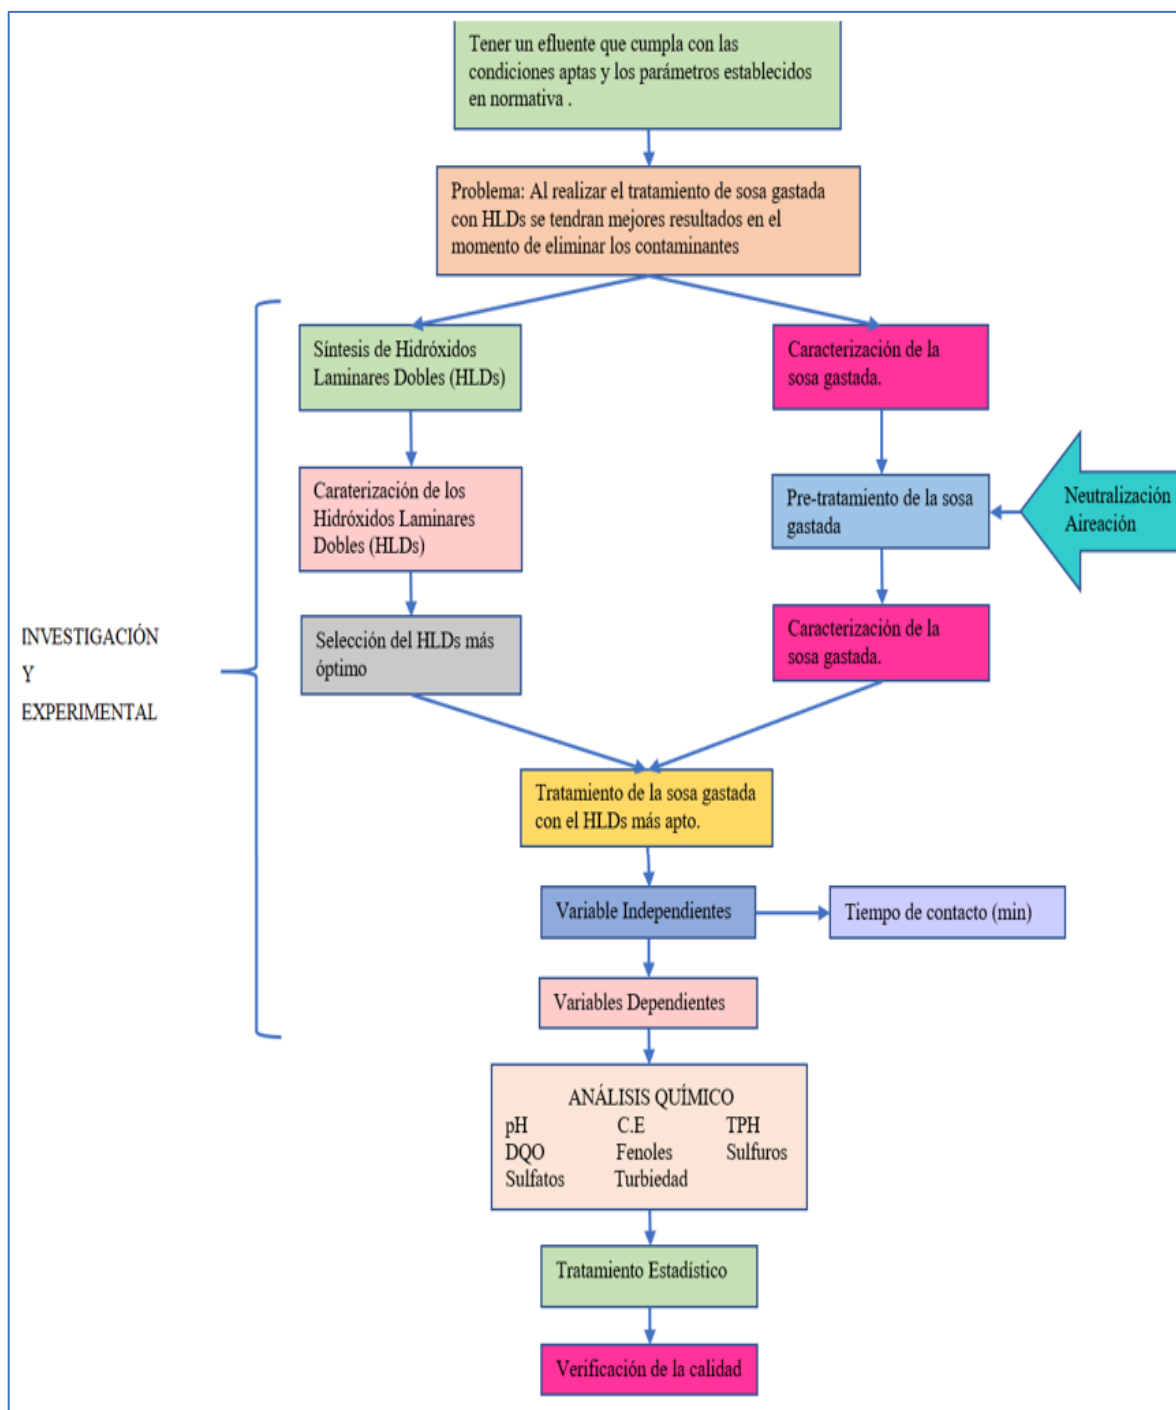 Tener un efluente que cumpla con las
condiciones aptas y los parámetros establecidos
en normativa .
Problema: Al realizar el tratamiento de sosa gastada
con HLDs se tendran mejores resultados en el
momento de eliminar los contaminantes
Síntesis de Hidróxidos
Laminares Dobles (HLDs)
Caracterización de la
sosa gastada.
Caraterización de los
Hidróxidos Laminares
Dobles (HLDs)
Pre-tratamiento de la sosa
gastada
Neutralización
Aireación
INVESTIGACIÓN
Y
EXPERIMENTAL
Selección del HLDs más
óptimo
Caracterización de la
sosa gastada.
Tratamiento de la sosa gastada
con el HLDs más apto.
Variable Independientes
Tiempo de contacto (min)
Variables Dependientes
ANÁLISIS QUÍMICO
pH C.E TPH
DQO Fenoles Sulfuros
Sulfatos Turbiedad
Tratamiento Estadístico
Verificación de la calidad